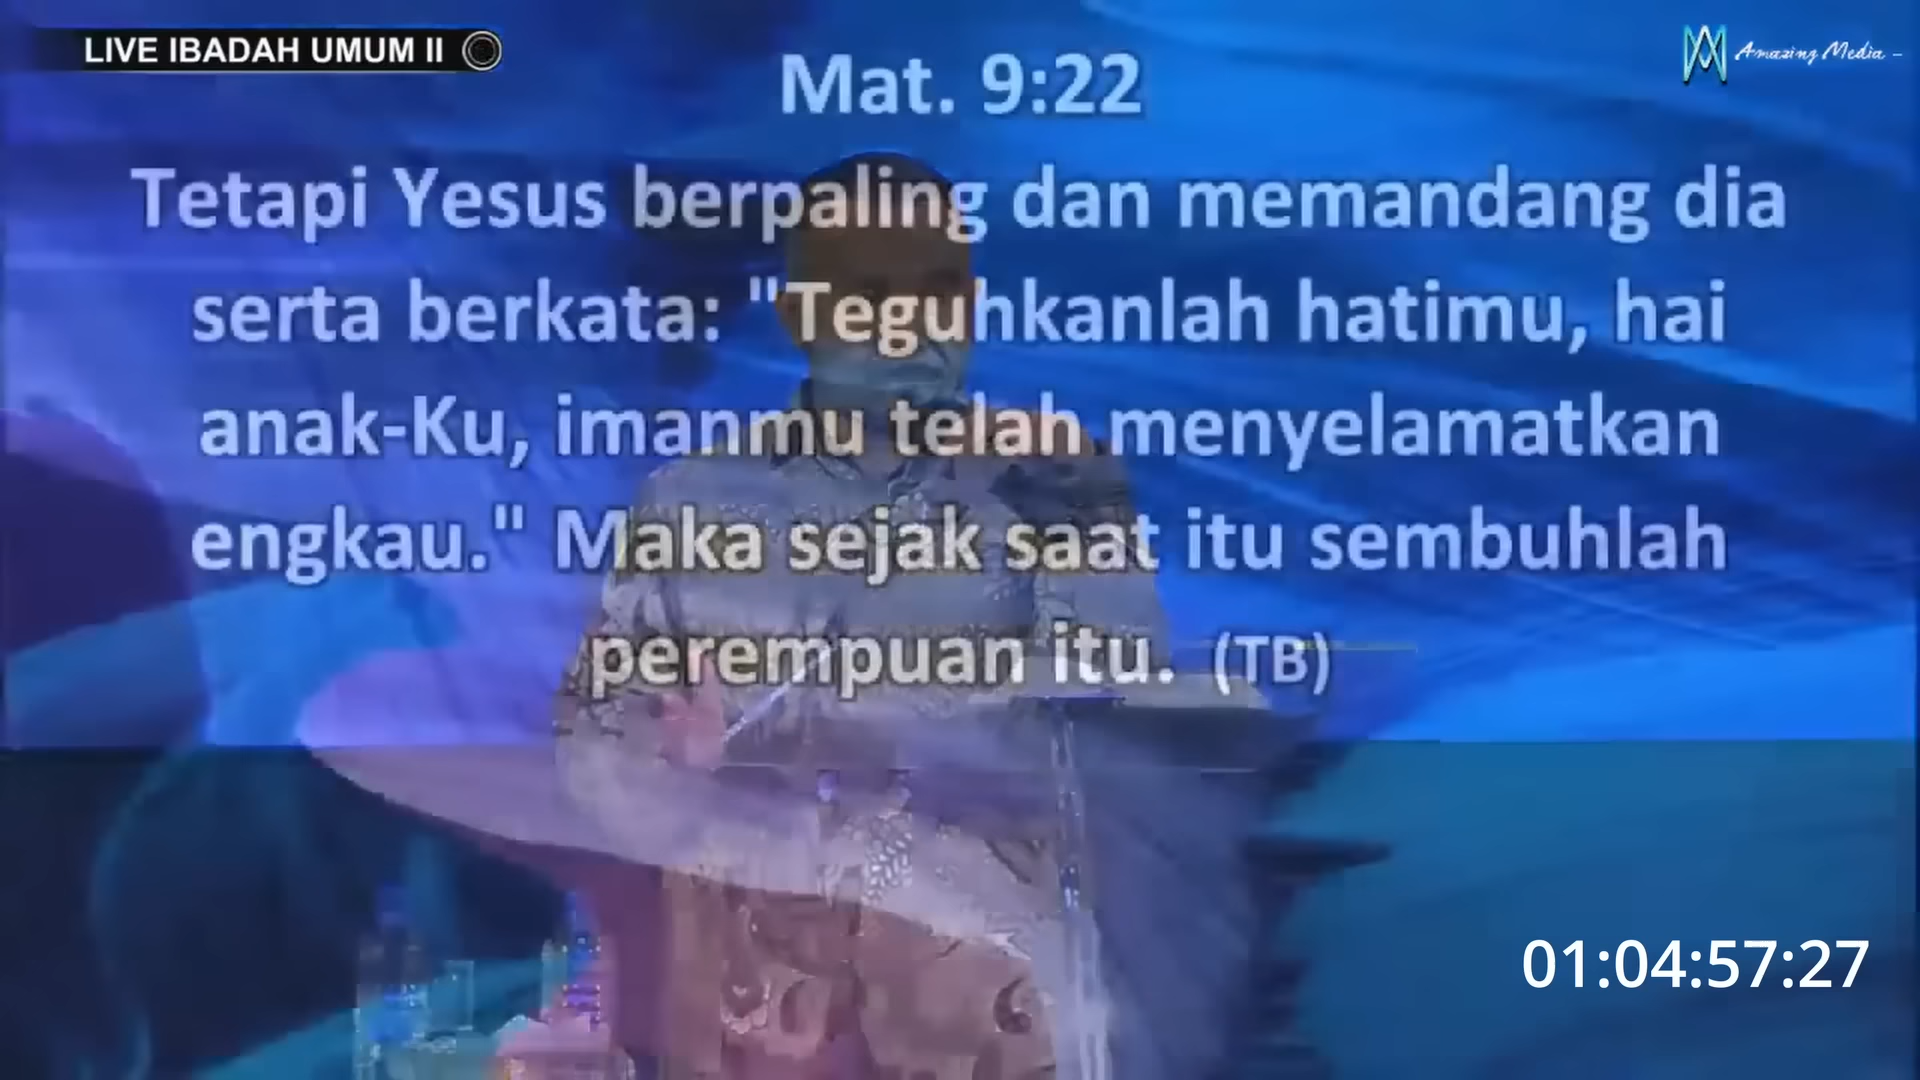 LIVE IBADAH UMUM II
Amazing Media -
Mat. 9:22
Tetapi Yesus berpaling dan memandang dia
serta berkata: "Teguhkanlah hatimu, hai
anak-Ku, imanmu telah menyelamatkan
engkau." Maka sejak saat itu sembuhlah
perempuan itu. (TB)
01:04:57:27